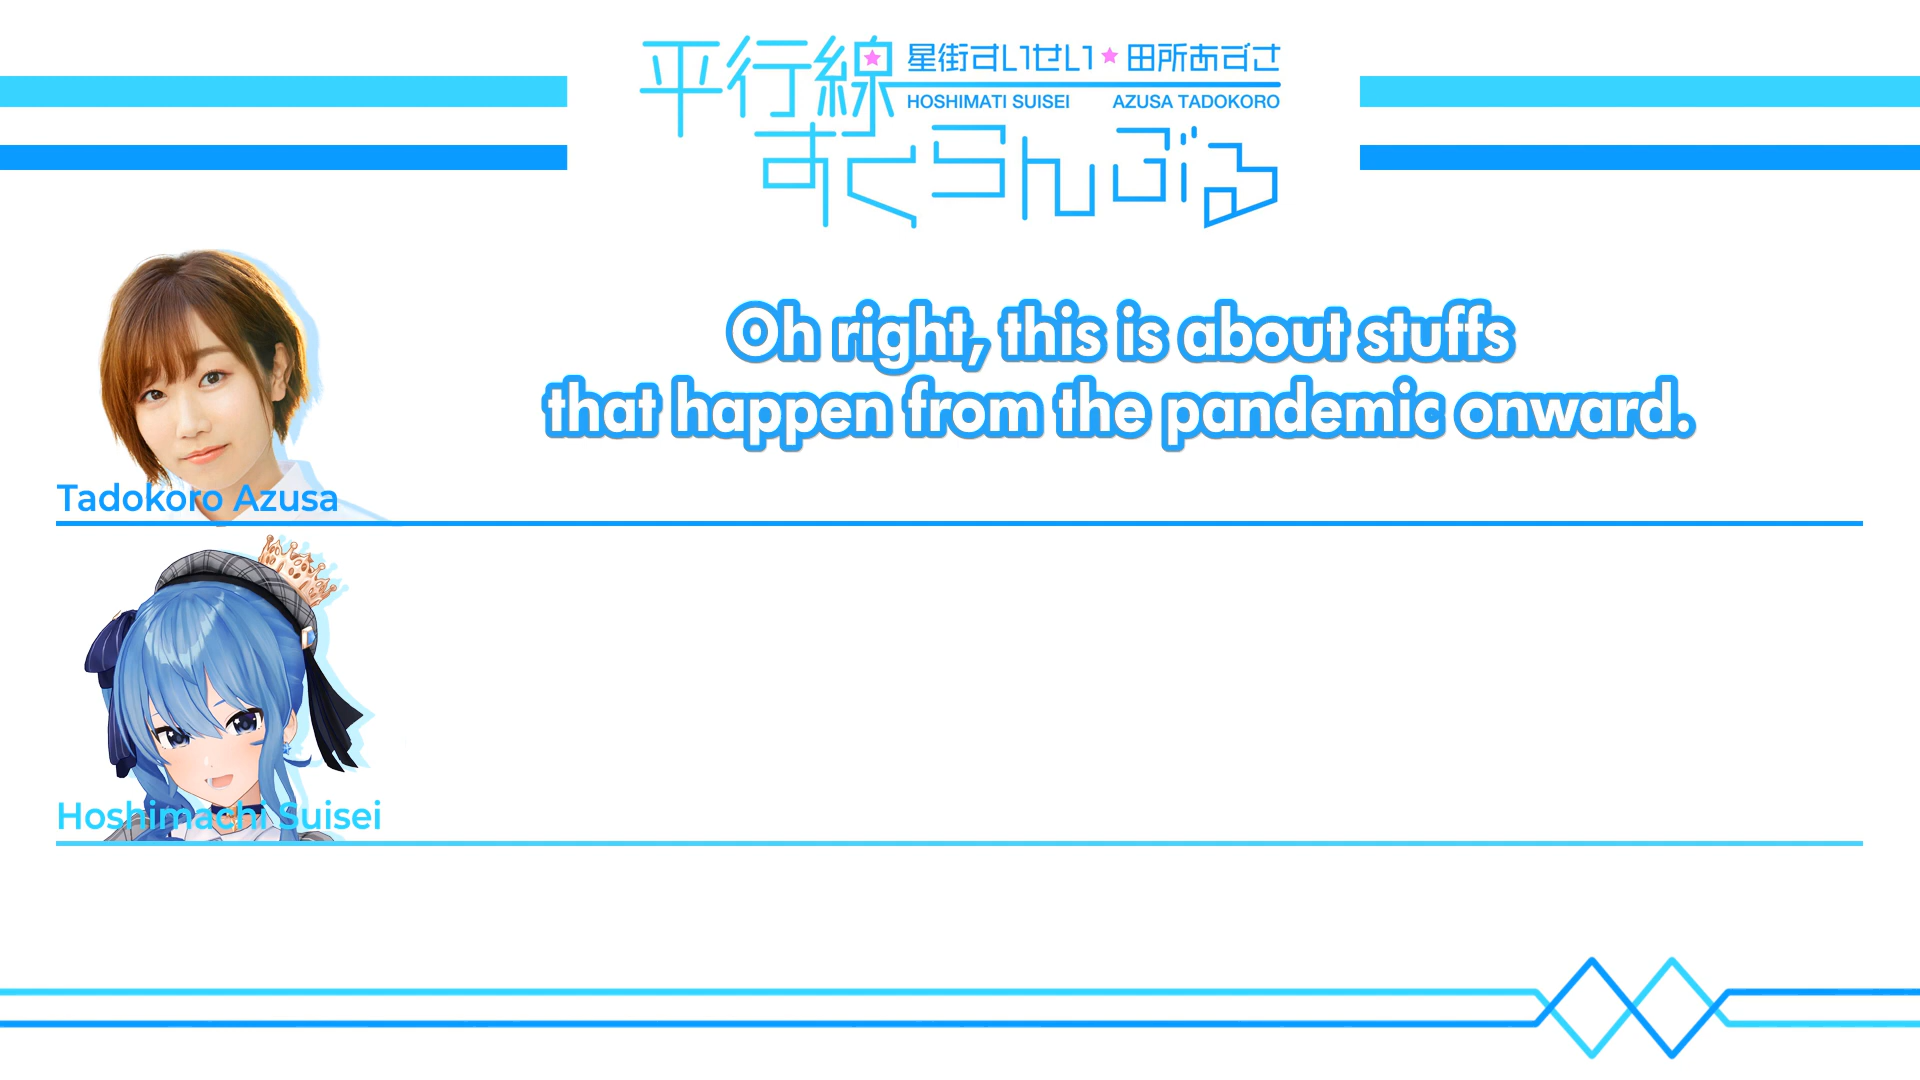 平行線
星街すいせい★田所あずさ
HOSHIMATI SUISEI AZUSA TADOKORO
すくらんぶる
Oh right, this is about stuffs
that happen from the pandemic onward.
Tadokoro Azusa
Hoshimachi Suisei